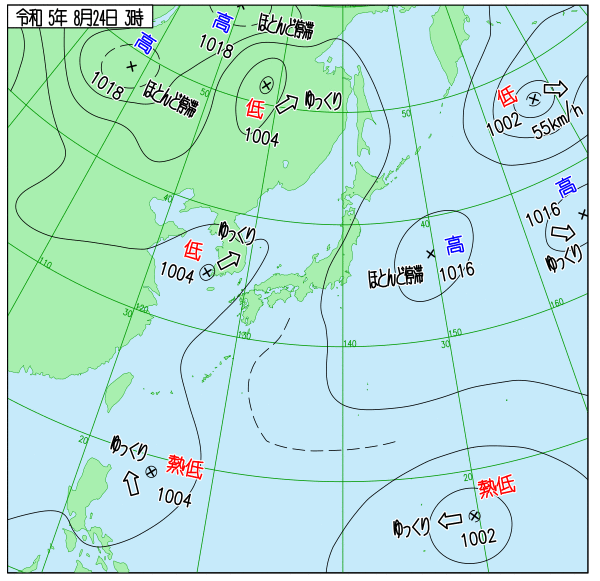 令和 5年 8月24日 3時
高
1018
ほとんど停滞
高
1018
ほとんど停滞
50
低
1004
ゆっくり
50
低
1002
55km/h
高
1016
ゆっくり
40
40
低
1004
ゆっくり
高
1016
ほとんど停滞
110
120
30
130
140
30
150
160
20
ゆっくり
熱低
1004
20
熱低
ゆっくり
1002